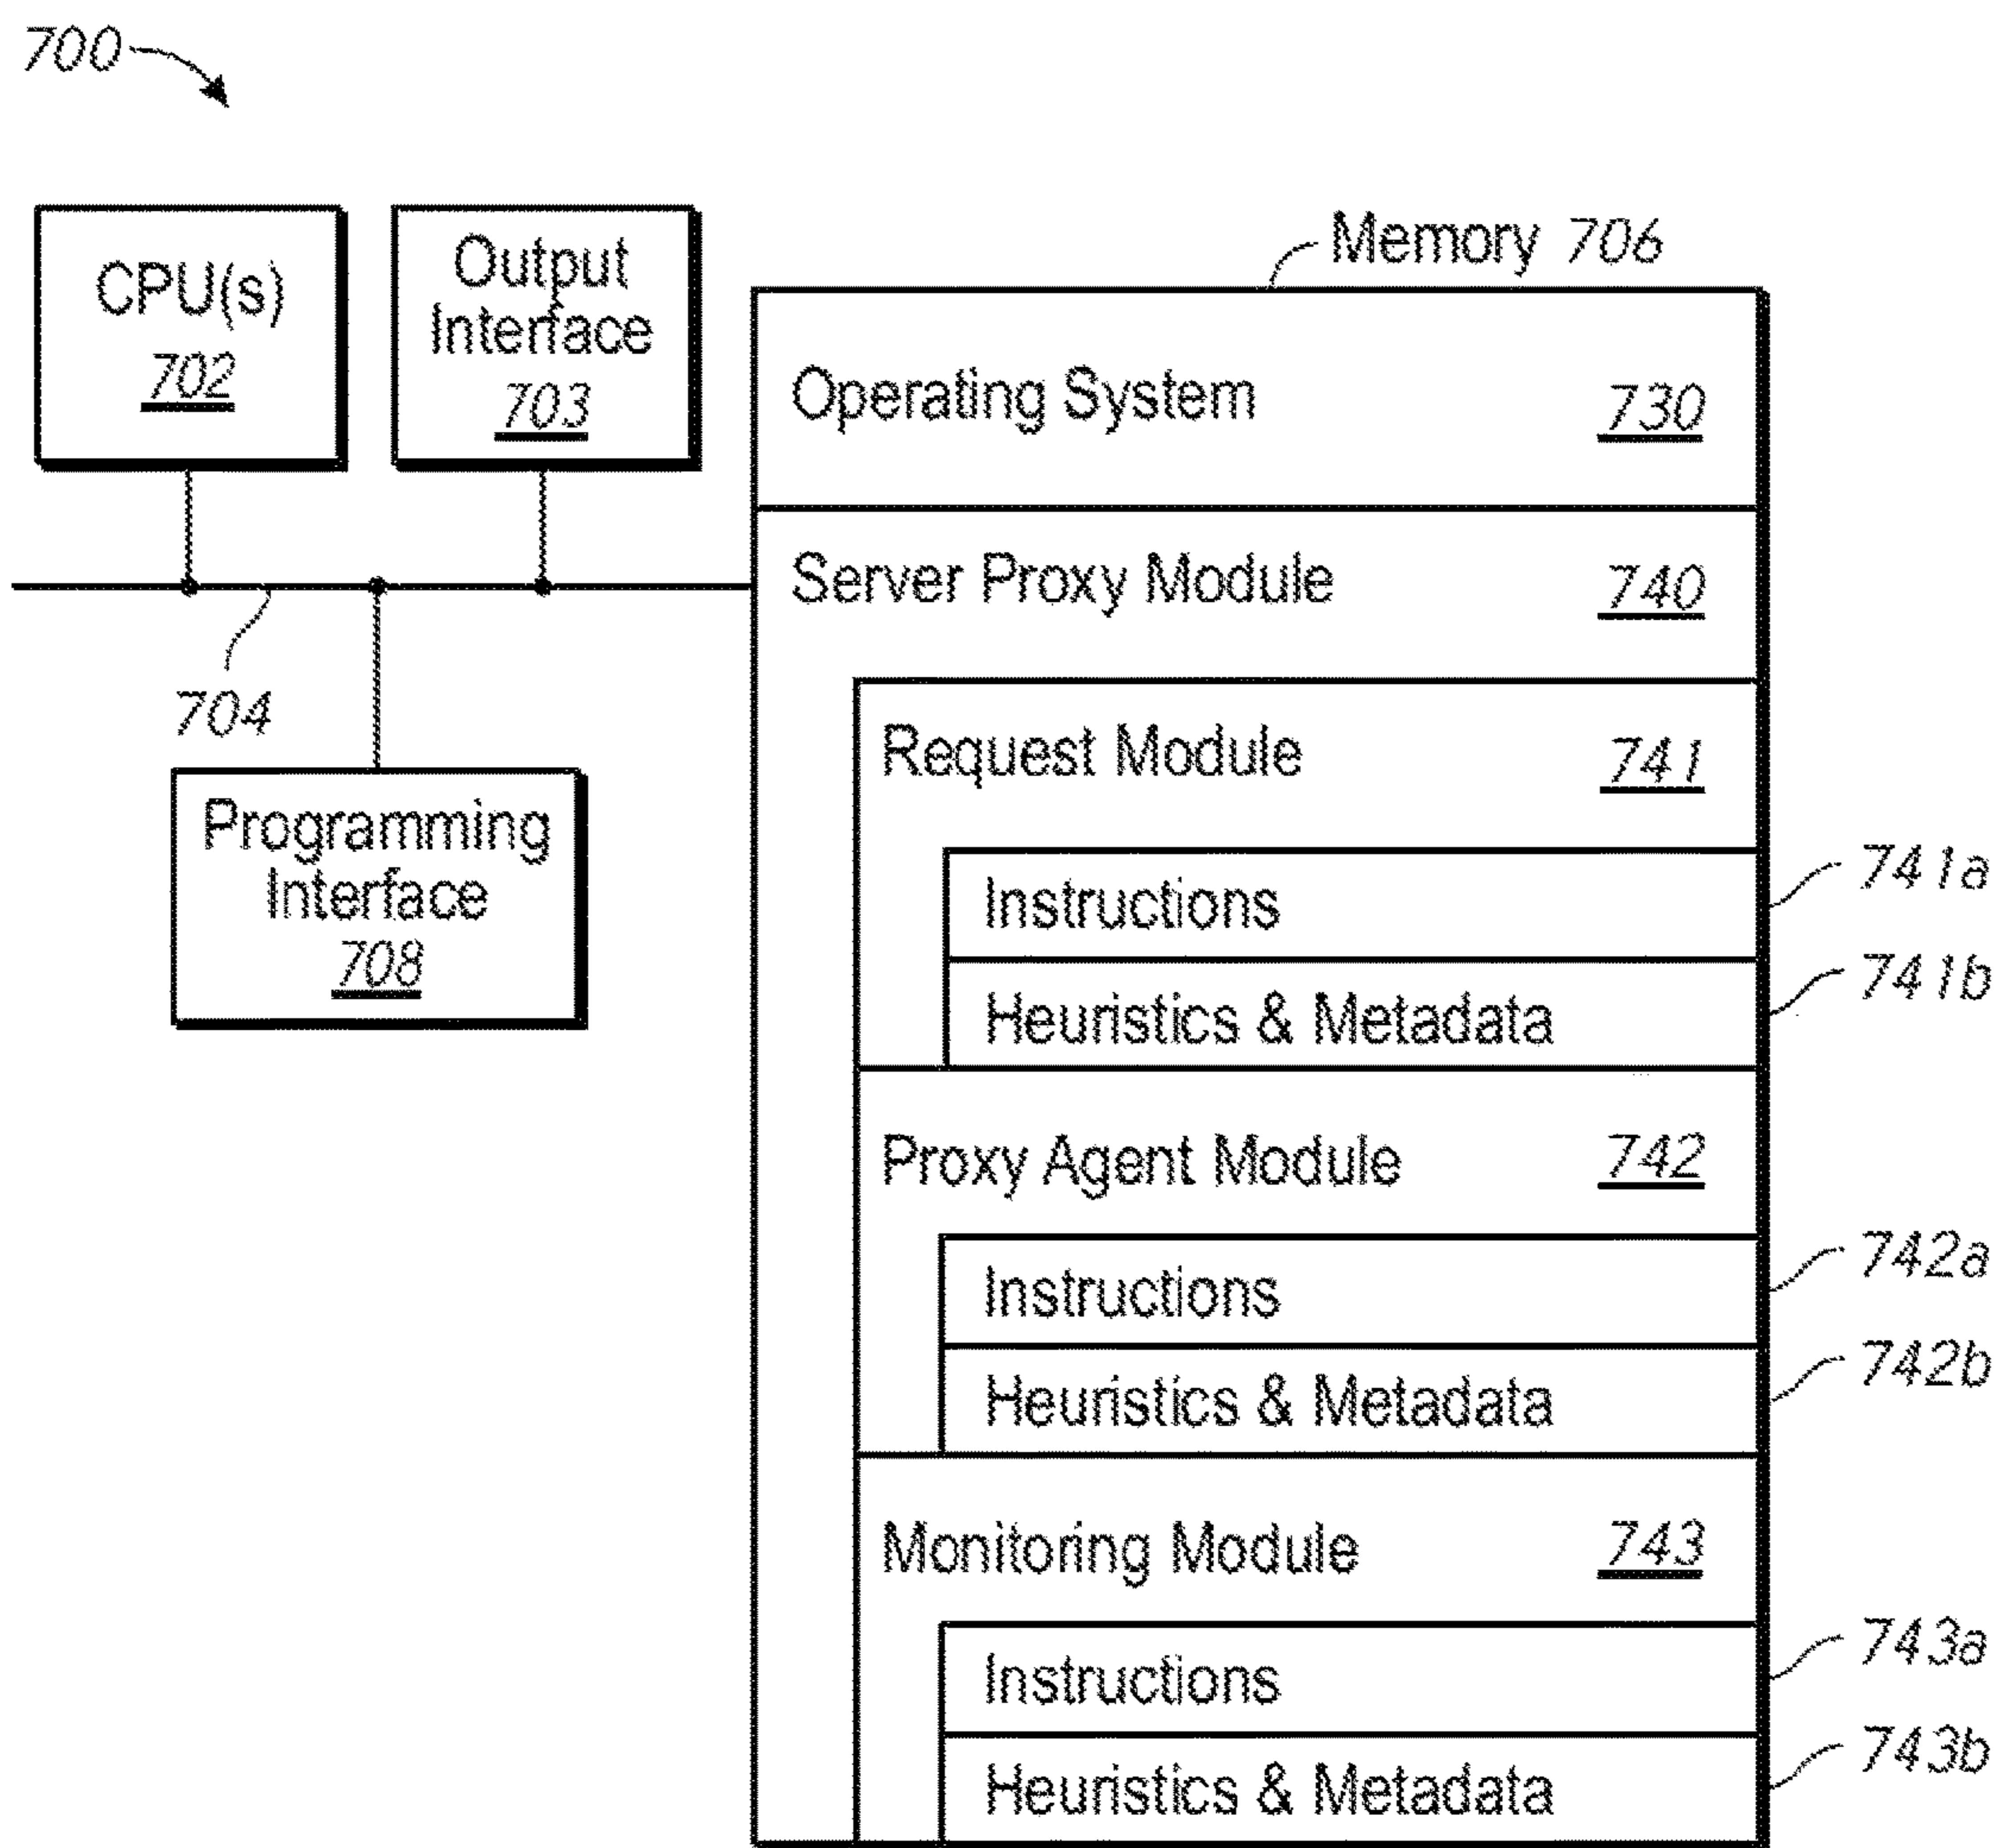 700
CPU(s)
702
Output
Interface
703
Memory 706
Operating System 730
Server Proxy Module 740
704
Request Module 741
Programming
Interface
708
Instructions 741a
Heuristics & Metadata 741b
Proxy Agent Module 742
Instructions 742a
Heuristics & Metadata 742b
Monitoring Module 743
Instructions 743a
Heuristics & Metadata 743b